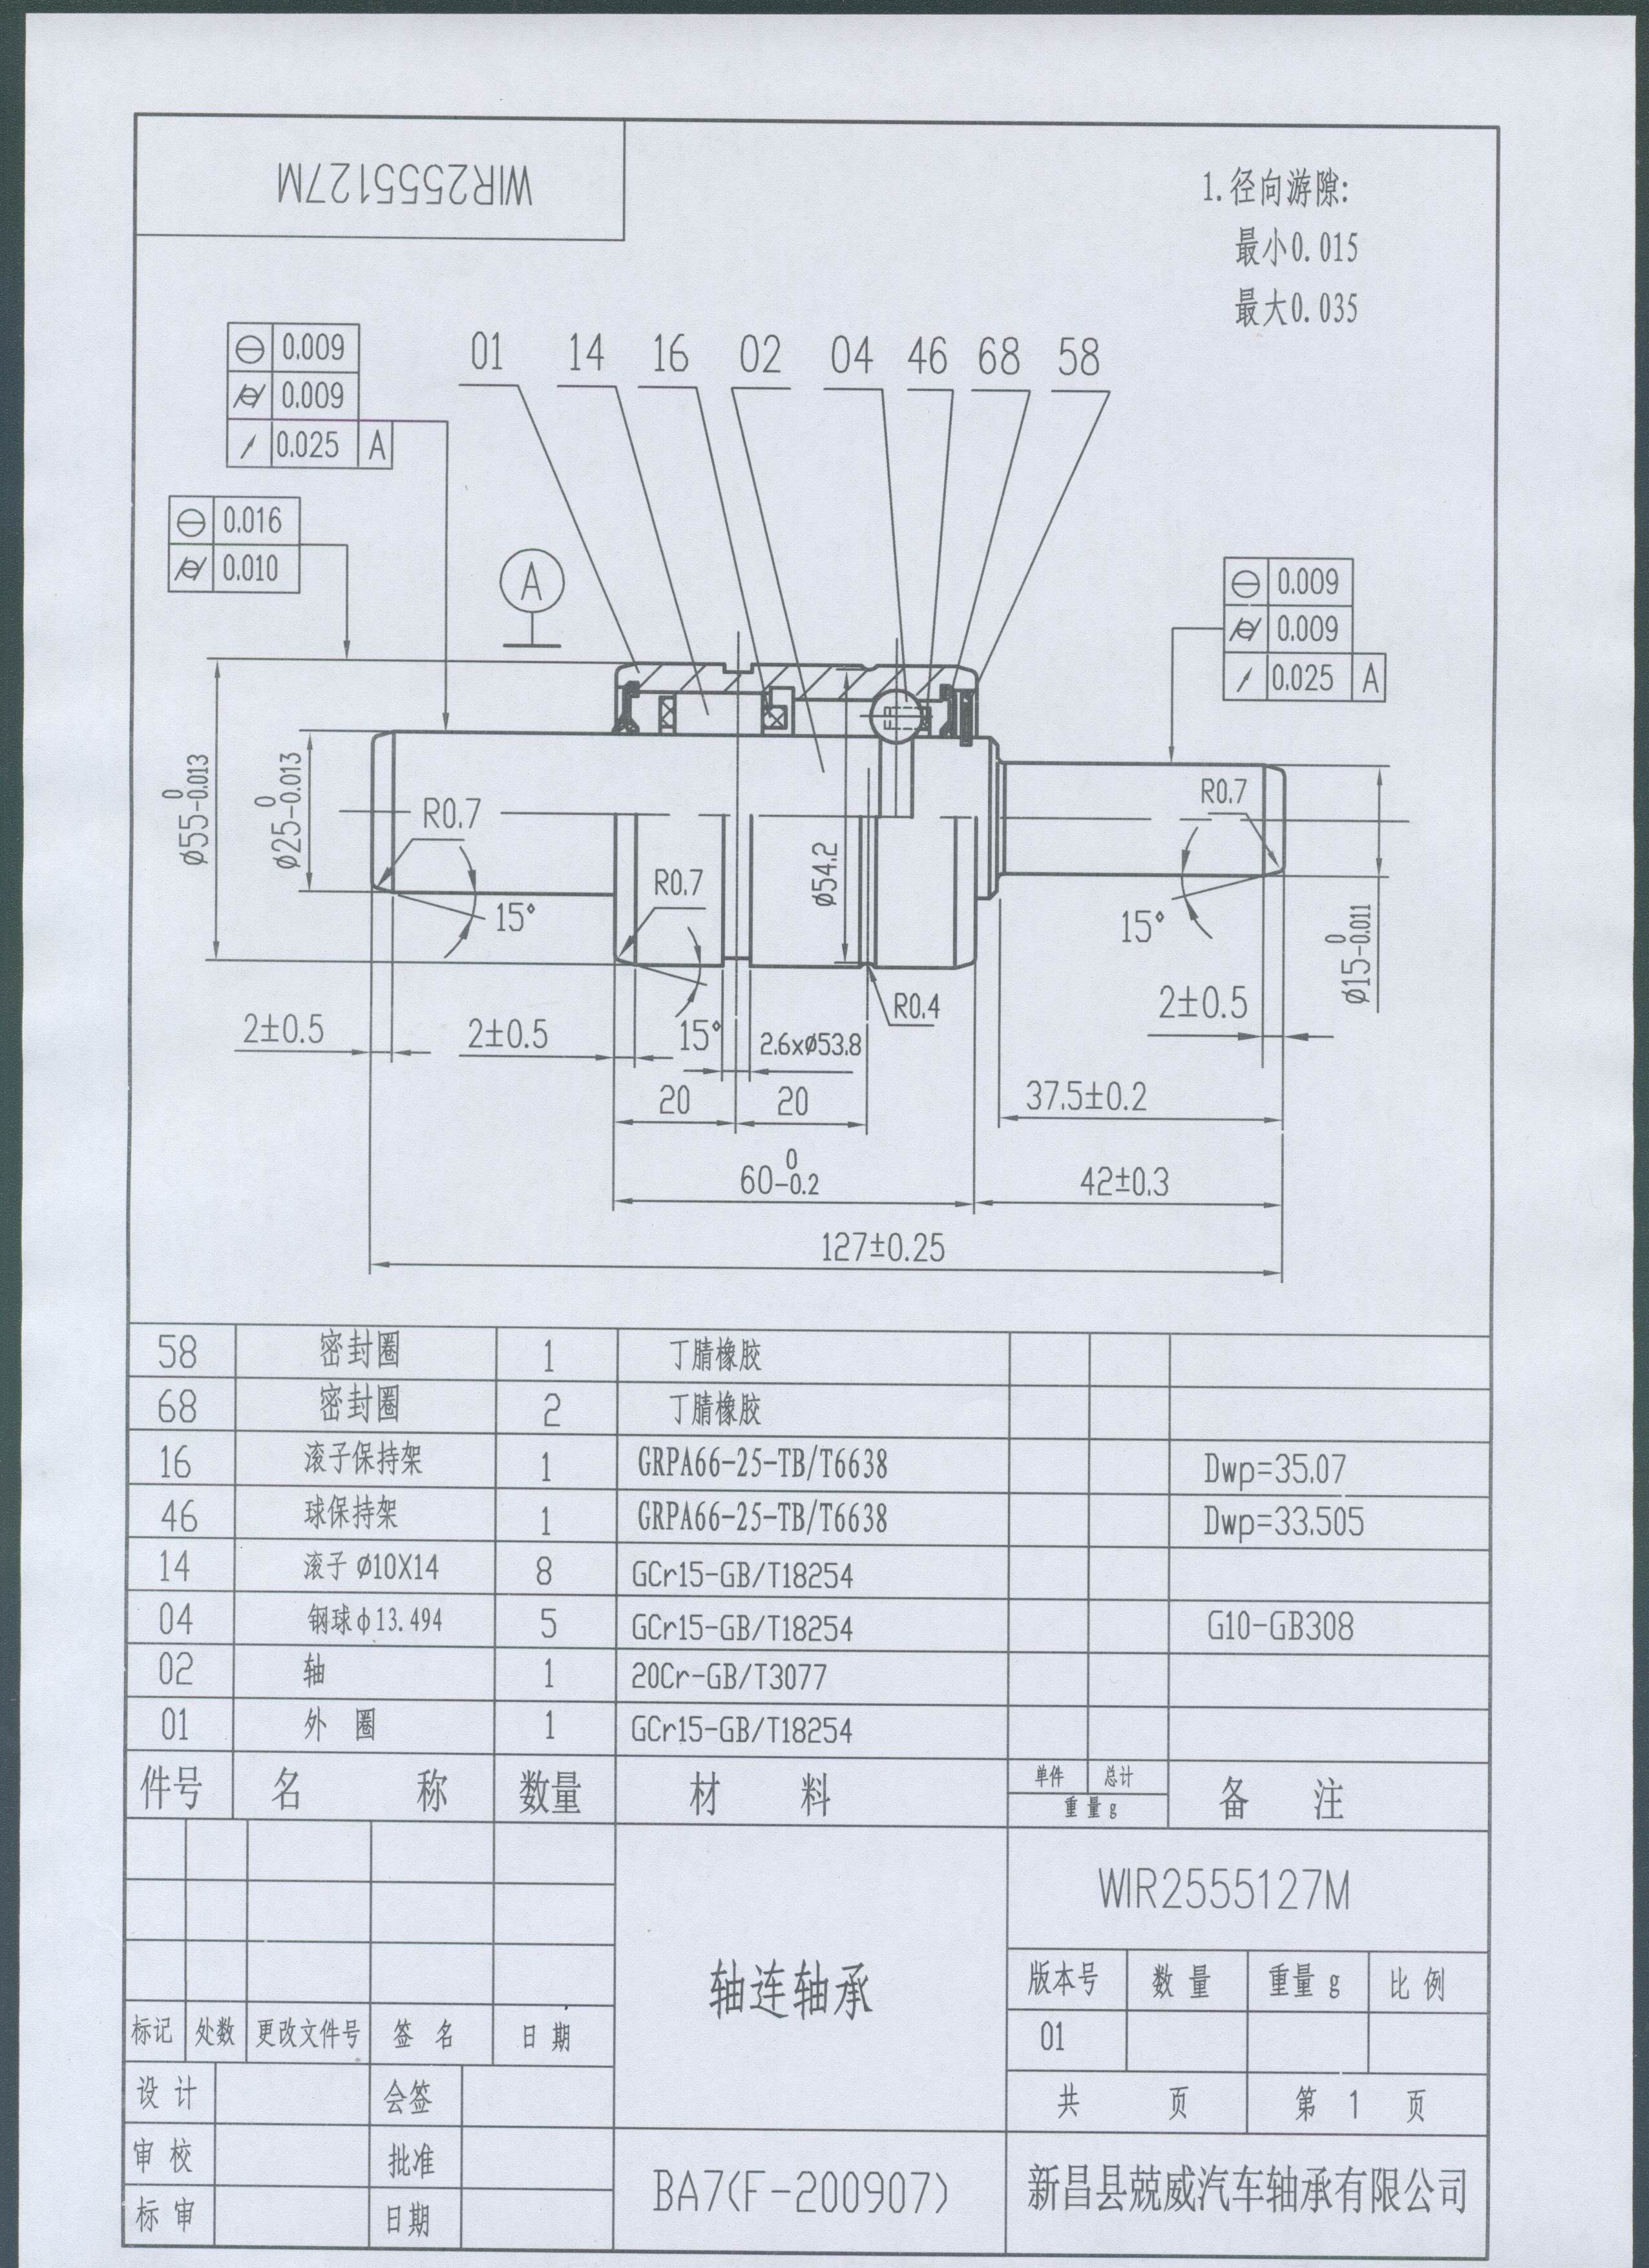 WIR2555127M
1.径向游隙:
最小0.015
最大0.035
0.009
0.009
0.025 A
01 14 16 02 04 46 68 58
0.016
0.010
A
0.009
0.009
0.025 A
ø55 0 -0.013
ø25 0 -0.013
R0.7
15°
R0.7
15°
ø54.2
R0.4
R0.7
15°
ø15 0 -0.011
2±0.5
2±0.5
2.6xø53.8
2±0.5
20
20
37.5±0.2
60 0 -0.2
42±0.3
127±0.25
58 密封圈 1 丁腈橡胶
68 密封圈 2 丁腈橡胶
16 滚子保持架 1 GRPA66-25-TB/T6638 Dwp=35.07
46 球保持架 1 GRPA66-25-TB/T6638 Dwp=33.505
14 滚子 ø10X14 8 GCr15-GB/T18254
04 钢球ф13.494 5 GCr15-GB/T18254 G10-GB308
02 轴 1 20Cr-GB/T3077
01 外 圈 1 GCr15-GB/T18254
件号 名 称 数量 材 料 单件 总计 备 注
重量g
WIR2555127M
轴连轴承
版本号 数量 重量g 比例
01
标记 处数 更改文件号 签 名 日 期
设 计 会签
共 页 第 1 页
审 校 批准
标 审 日期
BA7(F-200907)
新昌县兢威汽车轴承有限公司